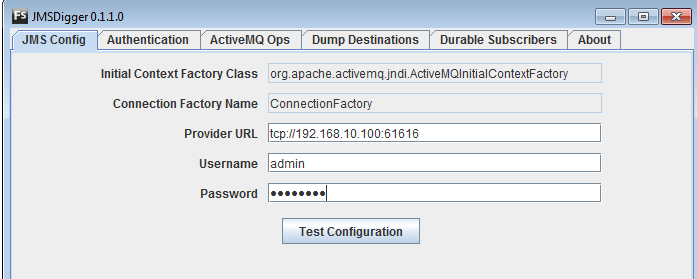 Fs JMSDigger 0.1.1.0
JMS Config Authentication ActiveMQ Ops Dump Destinations Durable Subscribers About
Initial Context Factory Class org.apache.activemq.jndi.ActiveMQInitialContextFactory
Connection Factory Name ConnectionFactory
Provider URL tcp://192.168.10.100:61616
Username admin
Password ●●●●●●●●
Test Configuration